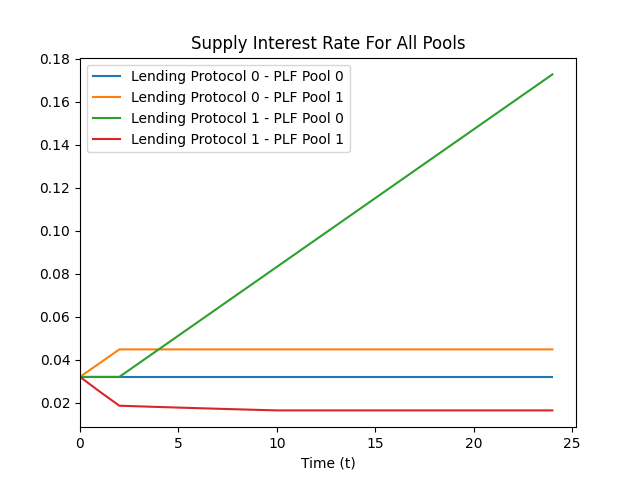 Supply Interest Rate For All Pools
0.18
0.16
0.14
0.12
0.10
0.08
0.06
0.04
0.02
0.18
Lending Protocol 0 - PLF Pool 0
Lending Protocol 0 - PLF Pool 1
Lending Protocol 1 - PLF Pool 0
Lending Protocol 1 - PLF Pool 1
0 5 10 15 20 25
Time (t)